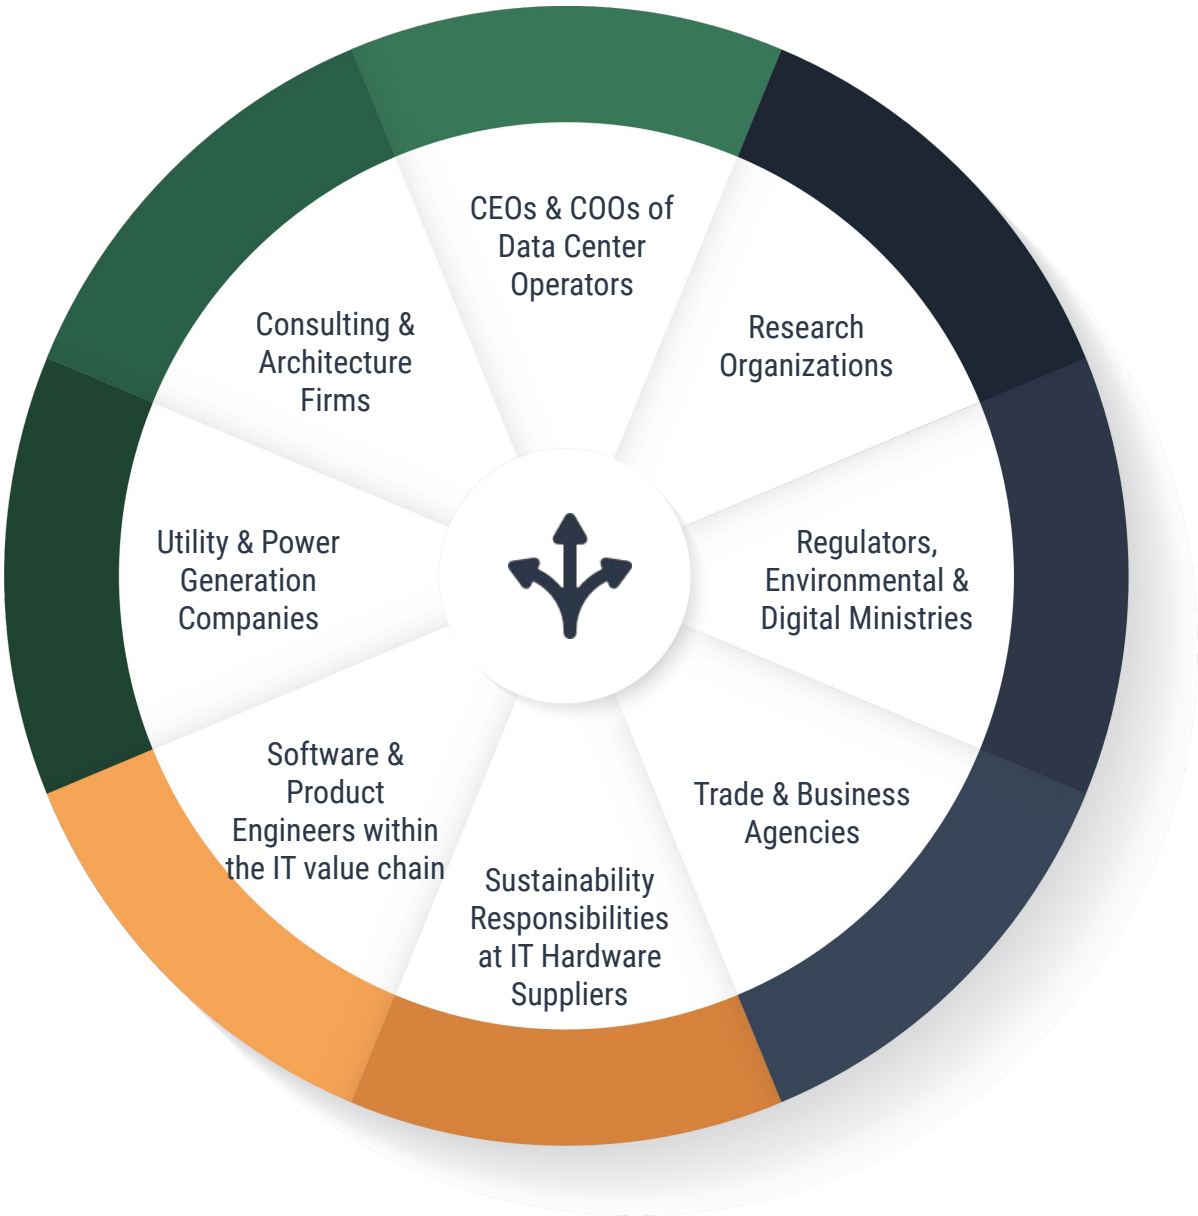 CEOs & COOs of
Data Center
Operators
Research
Organizations
Regulators,
Environmental &
Digital Ministries
Trade & Business
Agencies
Sustainability
Responsibilities
at IT Hardware
Suppliers
Software &
Product
Engineers within
the IT value chain
Utility & Power
Generation
Companies
Consulting &
Architecture
Firms